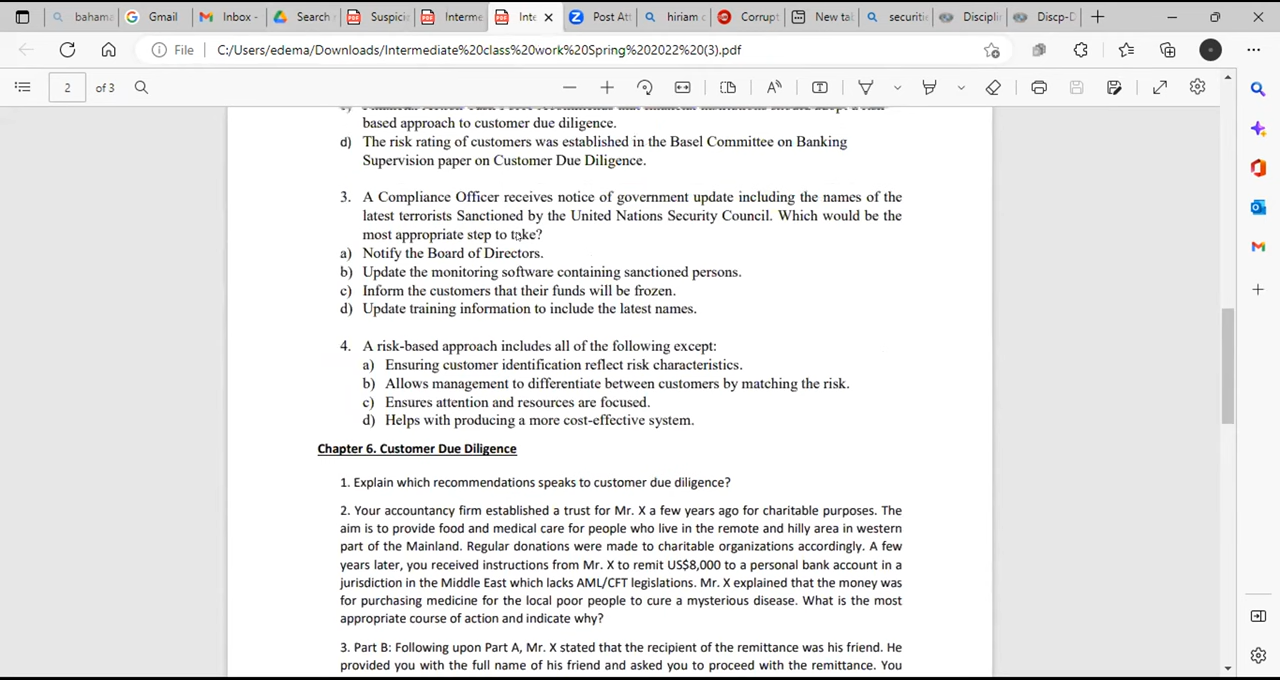 bahama
Gmail
Inbox -
Search
Suspici
Interme
Inte
Post Att
hiriam c
Corrupt
New tal
securiti
Disciplin
Discp-D
File
C:/Users/edema/Downloads/Intermediate%20class%20work%20Spring%202022%20(3).pdf
2 of 3
based approach to customer due diligence.
d) The risk rating of customers was established in the Basel Committee on Banking
Supervision paper on Customer Due Diligence.
3. A Compliance Officer receives notice of government update including the names of the
latest terrorists Sanctioned by the United Nations Security Council. Which would be the
most appropriate step to take?
a) Notify the Board of Directors.
b) Update the monitoring software containing sanctioned persons.
c) Inform the customers that their funds will be frozen.
d) Update training information to include the latest names.
4. A risk-based approach includes all of the following except:
a) Ensuring customer identification reflect risk characteristics.
b) Allows management to differentiate between customers by matching the risk.
c) Ensures attention and resources are focused.
d) Helps with producing a more cost-effective system.
Chapter 6. Customer Due Diligence
1. Explain which recommendations speaks to customer due diligence?
2. Your accountancy firm established a trust for Mr. X a few years ago for charitable purposes. The
aim is to provide food and medical care for people who live in the remote and hilly area in western
part of the Mainland. Regular donations were made to charitable organizations accordingly. A few
years later, you received instructions from Mr. X to remit US$8,000 to a personal bank account in a
jurisdiction in the Middle East which lacks AML/CFT legislations. Mr. X explained that the money was
for purchasing medicine for the local poor people to cure a mysterious disease. What is the most
appropriate course of action and indicate why?
3. Part B: Following upon Part A, Mr. X stated that the recipient of the remittance was his friend. He
provided you with the full name of his friend and asked you to proceed with the remittance. You